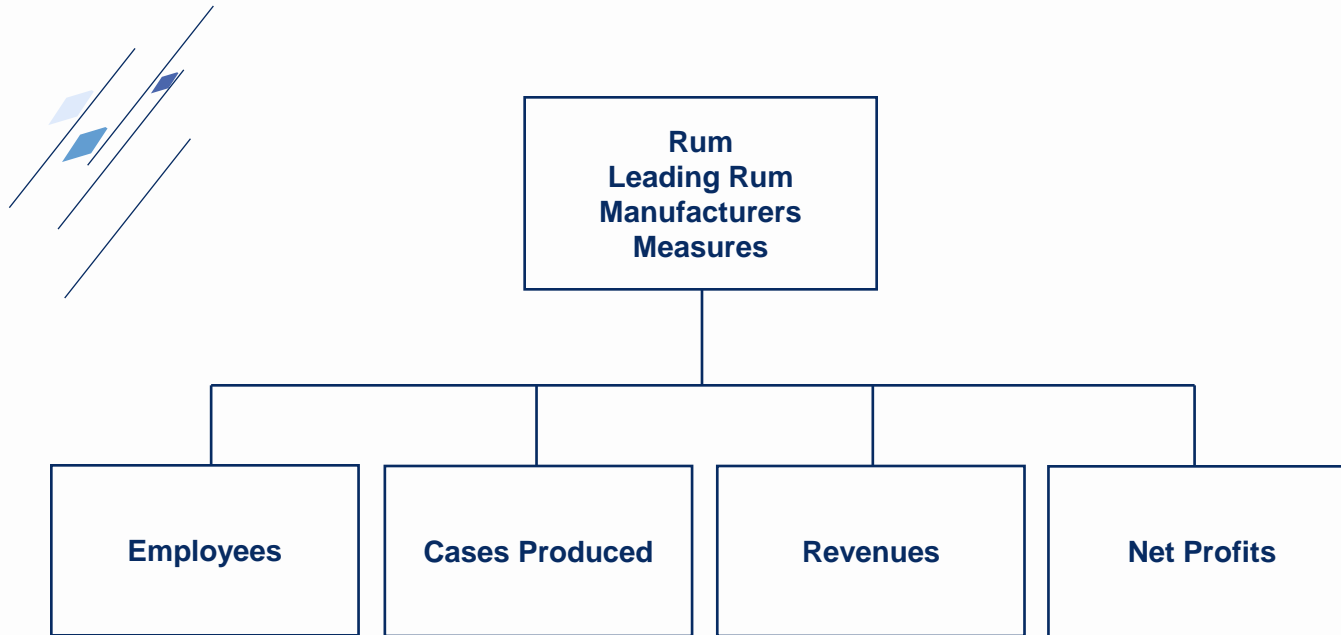 Rum
Leading Rum
Manufacturers
Measures
Employees
Cases Produced
Revenues
Net Profits